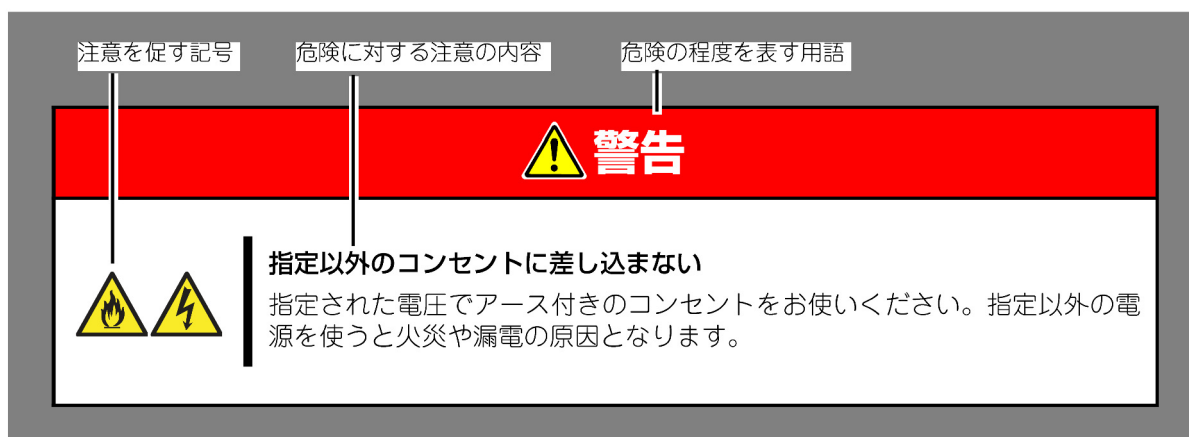 注意を促す記号
危険に対する注意の内容
危険の程度を表す用語
警告
指定以外のコンセントに差し込まない
指定された電圧でアース付きのコンセントをお使いください。指定以外の電
源を使うと火災や漏電の原因となります。